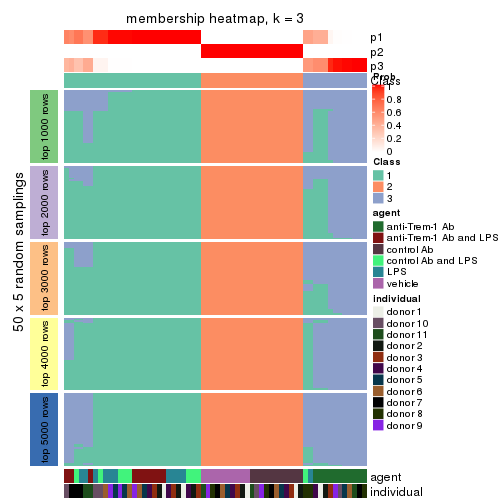 membership heatmap, k = 3
p1
p2
p3
Class
50 x 5 random samplings
top 1000 rows
top 2000 rows
top 3000 rows
top 4000 rows
top 5000 rows
agent
individual
Prob
1
0.8
0.6
0.4
0.2
0
Class
1
2
3
agent
anti-Trem-1 Ab
anti-Trem-1 Ab and LPS
control Ab
control Ab and LPS
LPS
vehicle
individual
donor 1
donor 10
donor 11
donor 2
donor 3
donor 4
donor 5
donor 6
donor 7
donor 8
donor 9